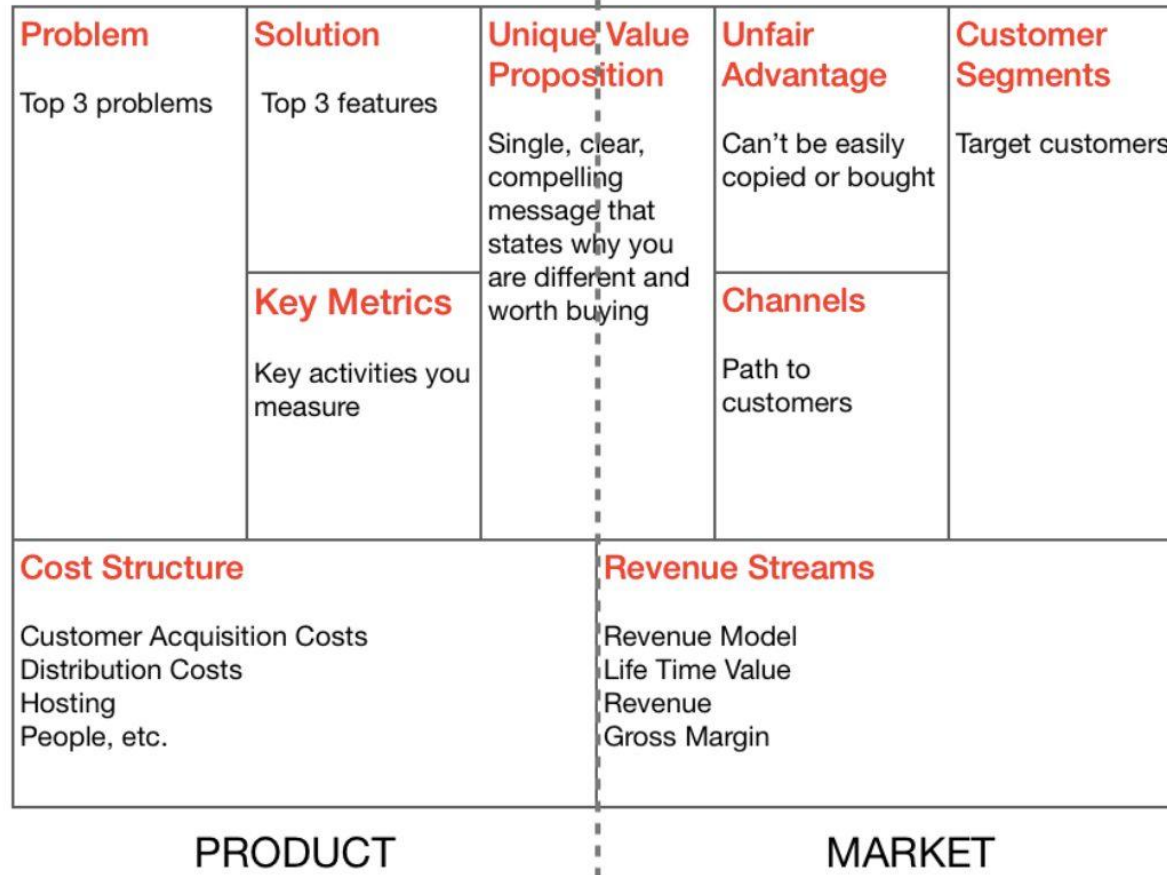 Problem
Top 3 problems
Solution
Top 3 features
Key Metrics
Key activities you
measure
Unique Value
Proposition
Single, clear,
compelling
message that
states why you
are different and
worth buying
Unfair
Advantage
Can't be easily
copied or bought
Channels
Path to
customers
Customer
Segments
Target customers
Cost Structure
Customer Acquisition Costs
Distribution Costs
Hosting
People, etc.
Revenue Streams
Revenue Model
Life Time Value
Revenue
Gross Margin
PRODUCT
MARKET